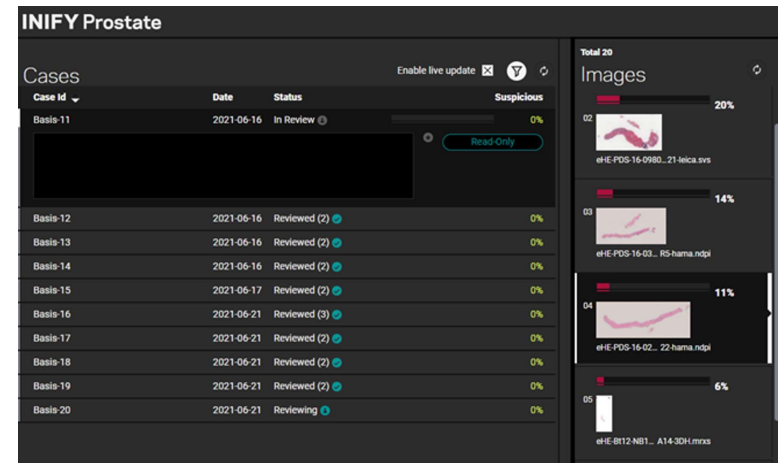 INIFY Prostate
Cases
Enable live update
Case Id Date Status Suspicious
Basis-11 2021-06-16 In Review 0%
Read-Only
Basis-12 2021-06-16 Reviewed (2) 0%
Basis-13 2021-06-16 Reviewed (2) 0%
Basis-14 2021-06-16 Reviewed (2) 0%
Basis-15 2021-06-17 Reviewed (2) 0%
Basis-16 2021-06-21 Reviewed (3) 0%
Basis-17 2021-06-21 Reviewed (2) 0%
Basis-18 2021-06-21 Reviewed (2) 0%
Basis-19 2021-06-21 Reviewed (2) 0%
Basis-20 2021-06-21 Reviewing 0%
Total 20
Images
20%
02
eHE-PDS-16-0980...21-leica.svs
14%
03
eHE-PDS-16-03... R5-hama.ndpi
11%
04
eHE-PDS-16-02... 22-hama.ndpi
6%
05
eHE-Bt12-NB1... A14-3DH.mrxs